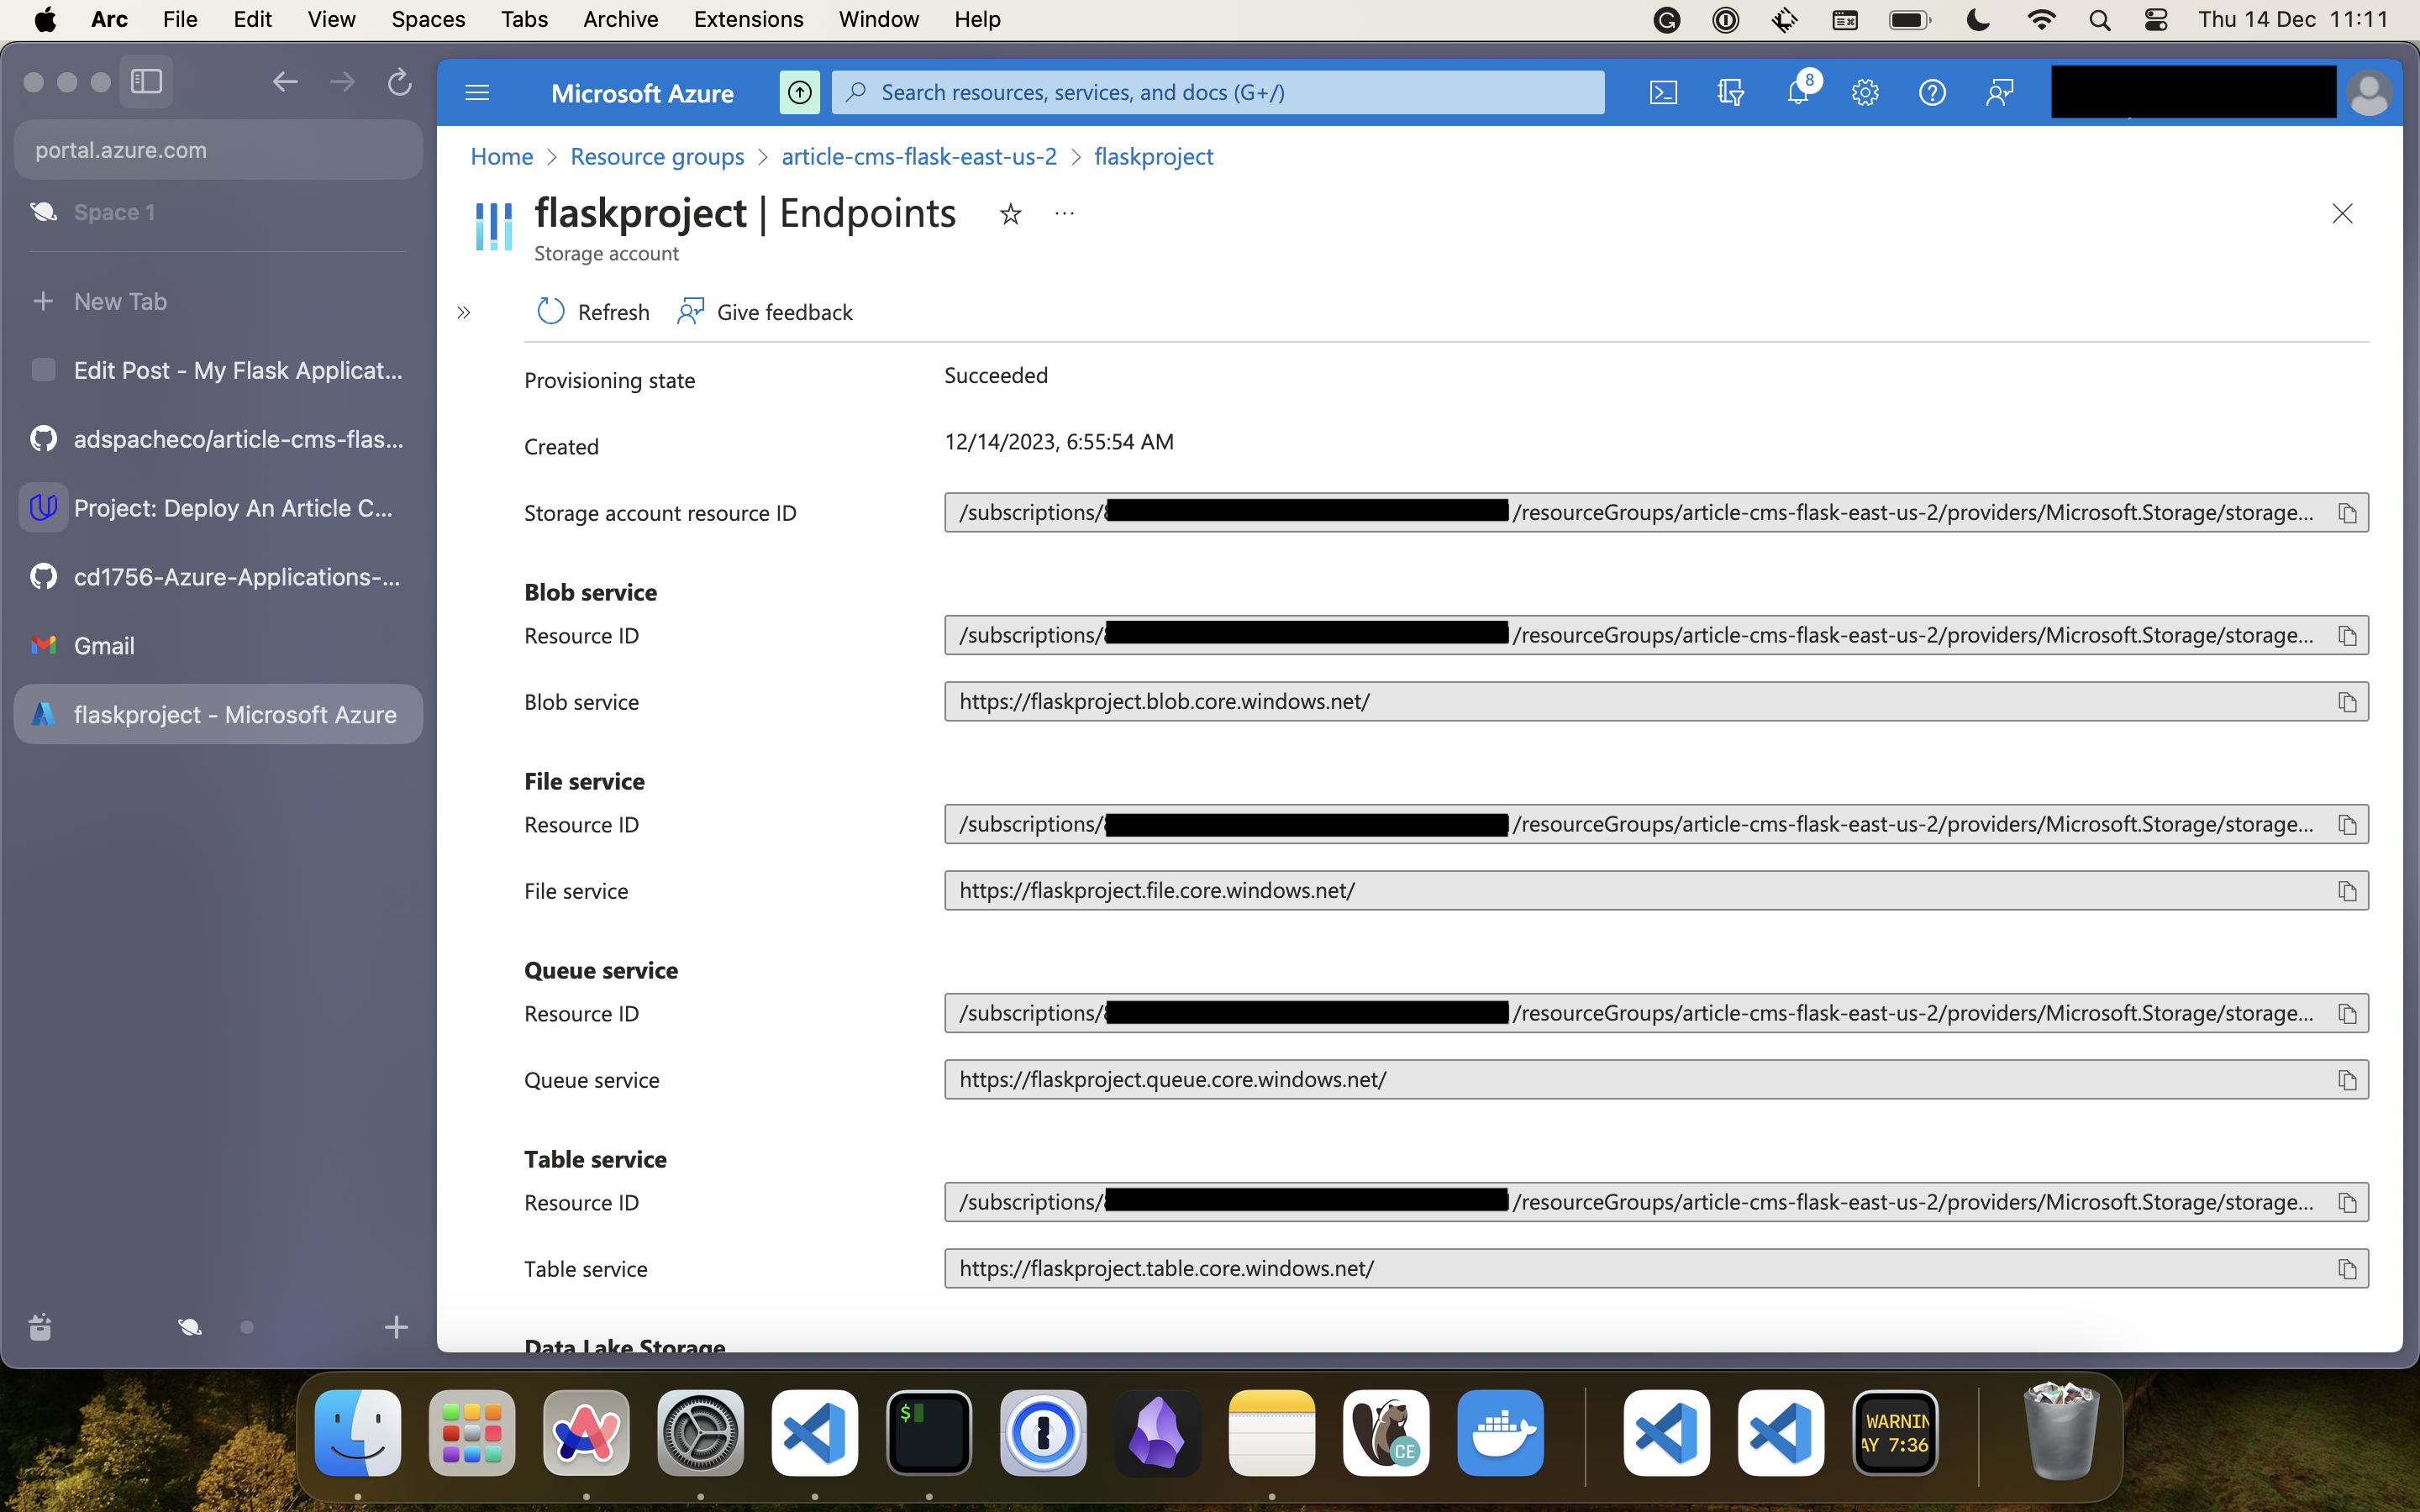 Arc File Edit View Spaces Tabs Archive Extensions Window Help Thu 14 Dec 11:11
portal.azure.com
Space 1
New Tab
Edit Post - My Flask Applicat...
adspacheco/article-cms-flas...
Project: Deploy An Article C...
cd1756-Azure-Applications-...
Gmail
flaskproject - Microsoft Azure
Microsoft Azure
Search resources, services, and docs (G+/)
8
Home > Resource groups > article-cms-flask-east-us-2 > flaskproject
flaskproject | Endpoints
Storage account
Refresh Give feedback
Provisioning state Succeeded
Created 12/14/2023, 6:55:54 AM
Storage account resource ID /subscriptions/ /resourceGroups/article-cms-flask-east-us-2/providers/Microsoft.Storage/storage...
Blob service
Resource ID /subscriptions/ /resourceGroups/article-cms-flask-east-us-2/providers/Microsoft.Storage/storage...
Blob service https://flaskproject.blob.core.windows.net/
File service
Resource ID /subscriptions/ /resourceGroups/article-cms-flask-east-us-2/providers/Microsoft.Storage/storage...
File service https://flaskproject.file.core.windows.net/
Queue service
Resource ID /subscriptions/ /resourceGroups/article-cms-flask-east-us-2/providers/Microsoft.Storage/storage...
Queue service https://flaskproject.queue.core.windows.net/
Table service
Resource ID /subscriptions/ /resourceGroups/article-cms-flask-east-us-2/providers/Microsoft.Storage/storage...
Table service https://flaskproject.table.core.windows.net/
Data Lake Storage
$
CE
WARNIN
AY 7:36